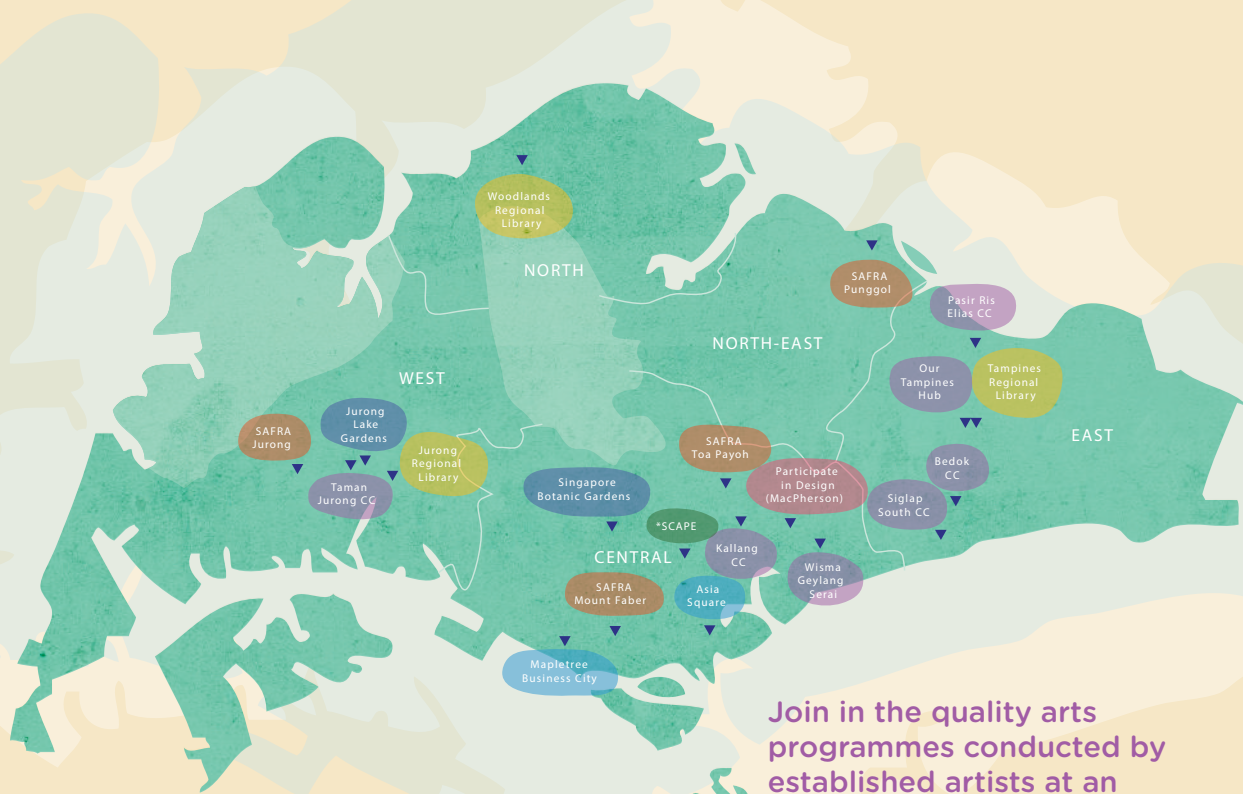 Woodlands
Regional
Library
NORTH
SAFRA
Punggol
Pasir Ris
Elias CC
NORTH-EAST
WEST
Our
Tampines
Hub
Tampines
Regional
Library
EAST
SAFRA
Jurong
Jurong
Lake
Gardens
Jurong
Regional
Library
Taman
Jurong CC
SAFRA
Toa Payoh
Participate
in Design
(MacPherson)
Bedok
CC
Siglap
South CC
Singapore
Botanic Gardens
*SCAPE
CENTRAL
Kallang
CC
Wisma
Geylang
Serai
SAFRA
Mount Faber
Asia
Square
Mapletree
Business City
Join in the quality arts
programmes conducted by
established artists at an